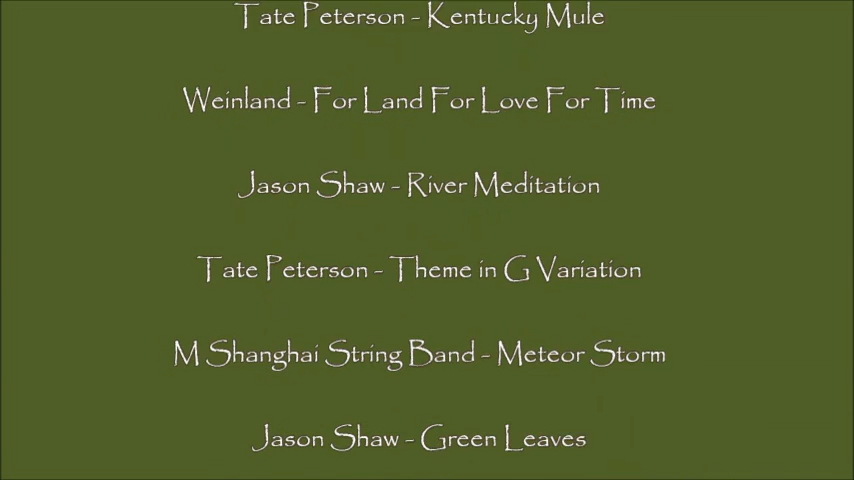 Tate Peterson - Kentucky Mule
Weinland - For Land For Love For Time
Jason Shaw - River Meditation
Tate Peterson - Theme in G Variation
M Shanghai String Band - Meteor Storm
Jason Shaw - Green Leaves